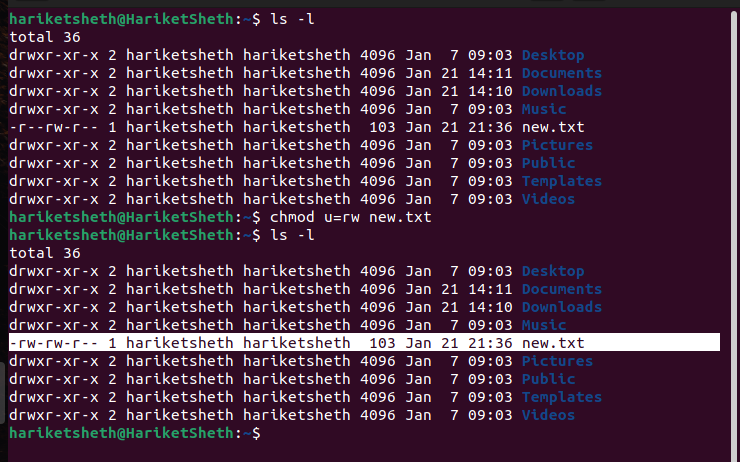 hariketsheth@HariketSheth:~$ ls -l
total 36
drwxr-xr-x 2 hariketsheth hariketsheth 4096 Jan  7 09:03 Desktop
drwxr-xr-x 2 hariketsheth hariketsheth 4096 Jan 21 14:11 Documents
drwxr-xr-x 2 hariketsheth hariketsheth 4096 Jan 21 14:10 Downloads
drwxr-xr-x 2 hariketsheth hariketsheth 4096 Jan  7 09:03 Music
-r--rw-r-- 1 hariketsheth hariketsheth  103 Jan 21 21:36 new.txt
drwxr-xr-x 2 hariketsheth hariketsheth 4096 Jan  7 09:03 Pictures
drwxr-xr-x 2 hariketsheth hariketsheth 4096 Jan  7 09:03 Public
drwxr-xr-x 2 hariketsheth hariketsheth 4096 Jan  7 09:03 Templates
drwxr-xr-x 2 hariketsheth hariketsheth 4096 Jan  7 09:03 Videos
hariketsheth@HariketSheth:~$ chmod u=rw new.txt
hariketsheth@HariketSheth:~$ ls -l
total 36
drwxr-xr-x 2 hariketsheth hariketsheth 4096 Jan  7 09:03 Desktop
drwxr-xr-x 2 hariketsheth hariketsheth 4096 Jan 21 14:11 Documents
drwxr-xr-x 2 hariketsheth hariketsheth 4096 Jan 21 14:10 Downloads
drwxr-xr-x 2 hariketsheth hariketsheth 4096 Jan  7 09:03 Music
-rw-rw-r-- 1 hariketsheth hariketsheth  103 Jan 21 21:36 new.txt
drwxr-xr-x 2 hariketsheth hariketsheth 4096 Jan  7 09:03 Pictures
drwxr-xr-x 2 hariketsheth hariketsheth 4096 Jan  7 09:03 Public
drwxr-xr-x 2 hariketsheth hariketsheth 4096 Jan  7 09:03 Templates
drwxr-xr-x 2 hariketsheth hariketsheth 4096 Jan  7 09:03 Videos
hariketsheth@HariketSheth:~$